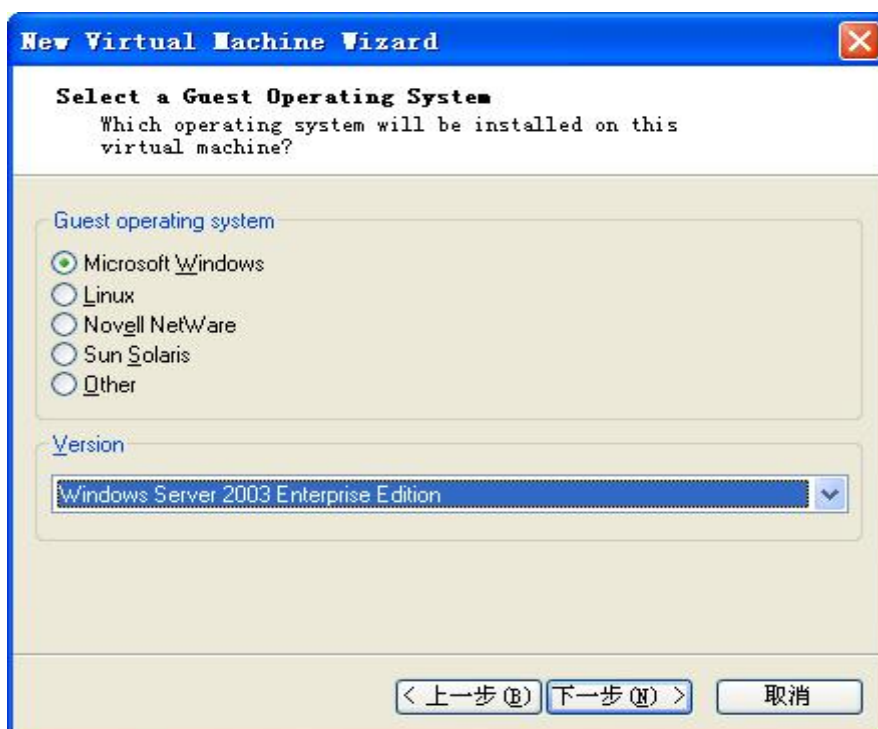 New Virtual Machine Wizard
Select a Guest Operating System
Which operating system will be installed on this
virtual machine?
Guest operating system
Microsoft Windows
Linux
Novell NetWare
Sun Solaris
Other
Version
Windows Server 2003 Enterprise Edition
< 上一步(B) 下一步(N) > 取消